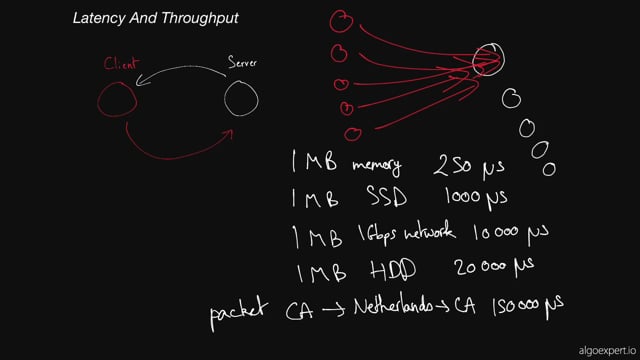 Latency And Throughput
Client Server
1 MB memory 250 μs
1 MB SSD 1000 μs
1 MB 1Gbps network 10 000 μs
1 MB HDD 20 000 μs
packet CA → Netherlands → CA 150 000 μs
algoexpert.io